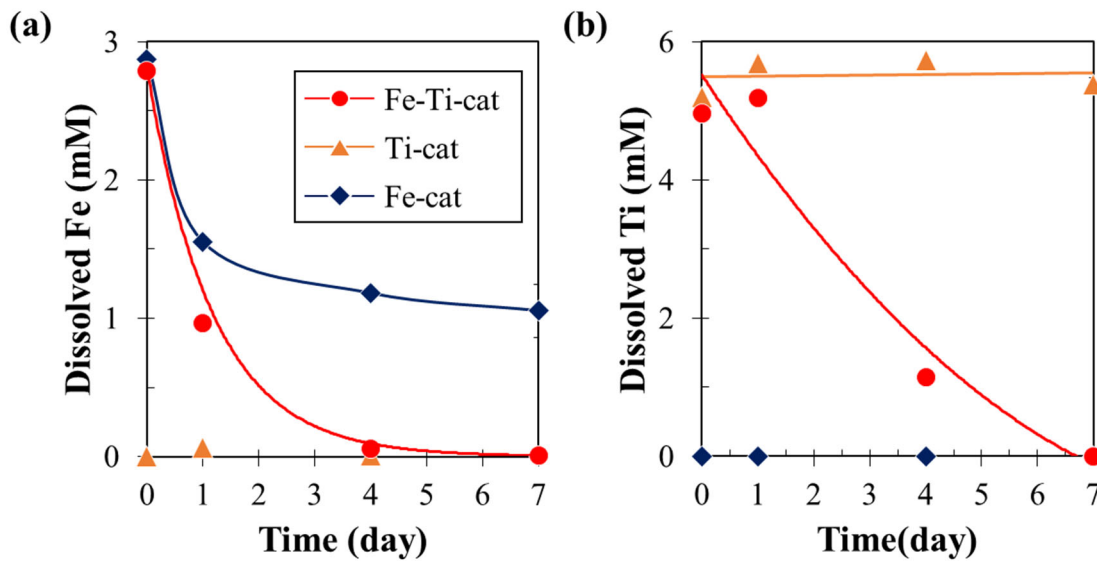 (a)
Dissolved Fe (mM)
3
2
1
0
Fe-Ti-cat
Ti-cat
Fe-cat
0 1 2 3 4 5 6 7
Time (day)
(b)
Dissolved Ti (mM)
6
4
2
0
0 1 2 3 4 5 6 7
Time(day)